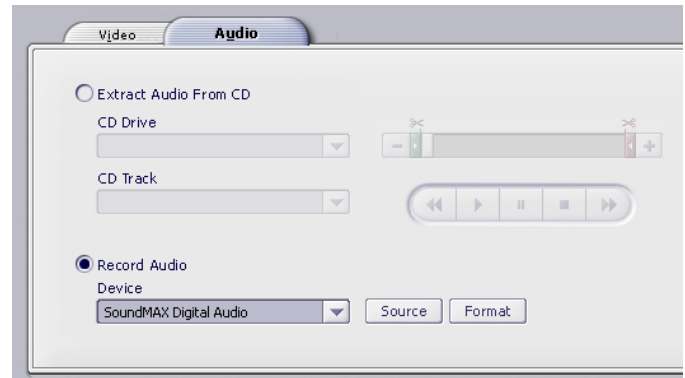 Video Audio
Extract Audio From CD
CD Drive
CD Track
Record Audio
Device
SoundMAX Digital Audio Source Format